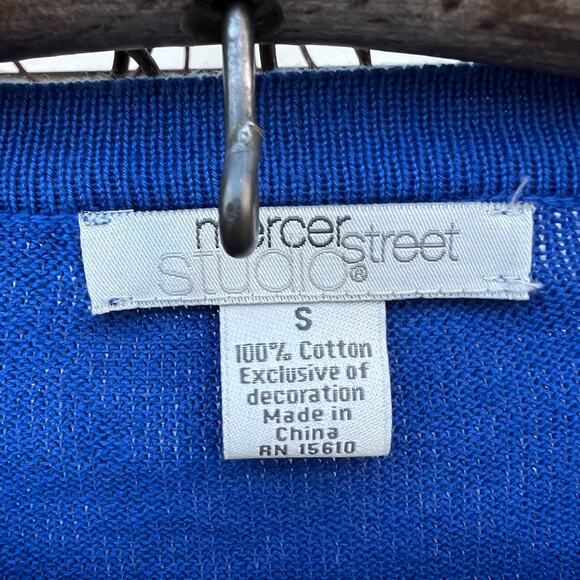 mercer street
studio®
S
100% Cotton
Exclusive of
decoration
Made in
China
RN 15610